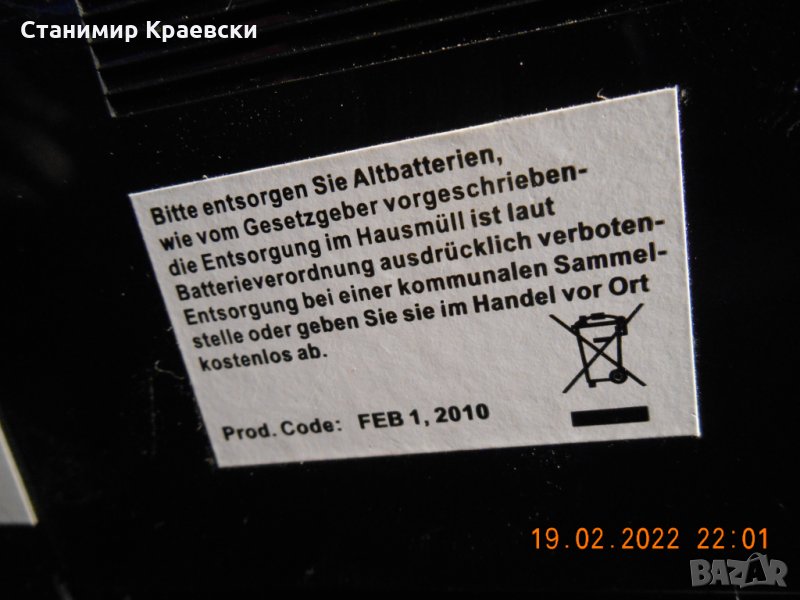 Станимир Краевски
Bitte entsorgen Sie Altbatterien,
wie vom Gesetzgeber vorgeschrieben-
die Entsorgung im Hausmüll ist laut
Batterieverordnung ausdrücklich verboten-
Entsorgung bei einer kommunalen Sammel-
stelle oder geben Sie sie im Handel vor Ort
kostenlos ab.
Prod. Code: FEB 1, 2010
19.02.2022 22:01
BAZAR